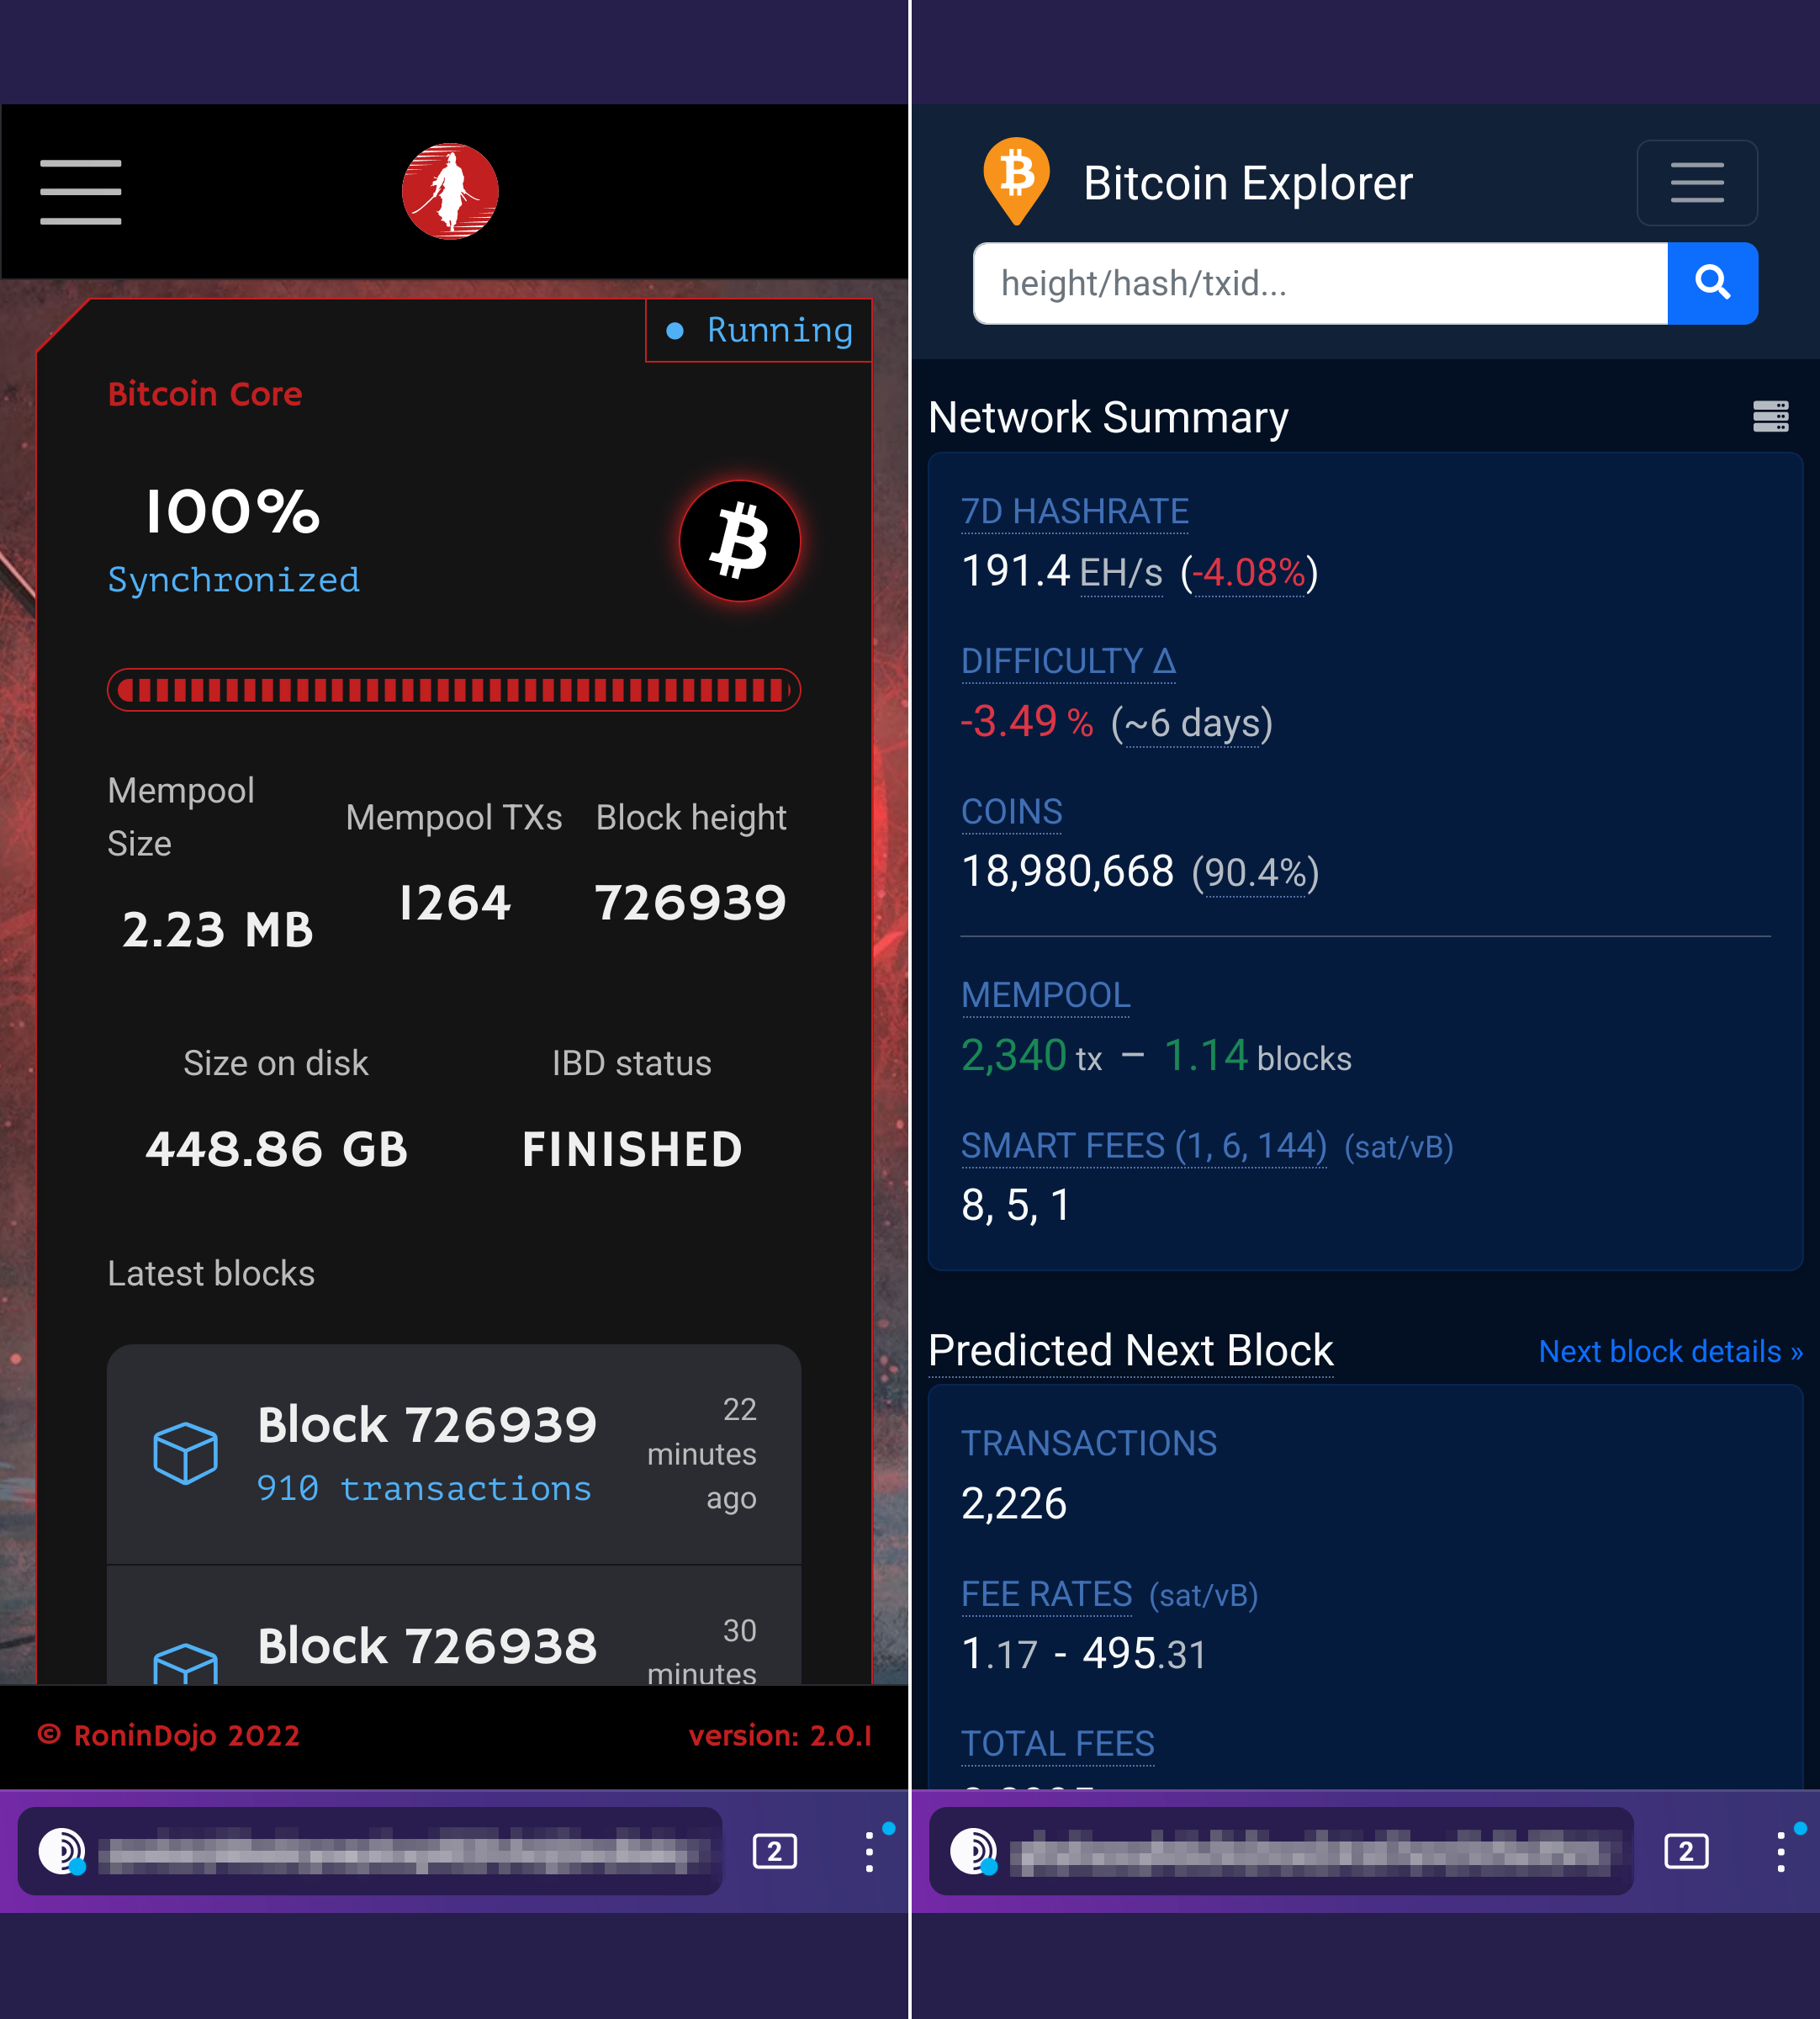 Running
Bitcoin Core
100%
Synchronized
Mempool
Size
2.23 MB
Mempool TXs
1264
Block height
726939
Size on disk
448.86 GB
IBD status
FINISHED
Latest blocks
Block 726939
910 transactions
22
minutes
ago
Block 726938
30
minutes
© RoninDojo 2022
version: 2.0.1
2
Bitcoin Explorer
height/hash/txid...
Network Summary
7D HASHRATE
191.4 EH/s (-4.08%)
DIFFICULTY Δ
-3.49 % (~6 days)
COINS
18,980,668 (90.4%)
MEMPOOL
2,340 tx – 1.14 blocks
SMART FEES (1, 6, 144) (sat/vB)
8, 5, 1
Predicted Next Block
Next block details »
TRANSACTIONS
2,226
FEE RATES (sat/vB)
1.17 - 495.31
TOTAL FEES
2